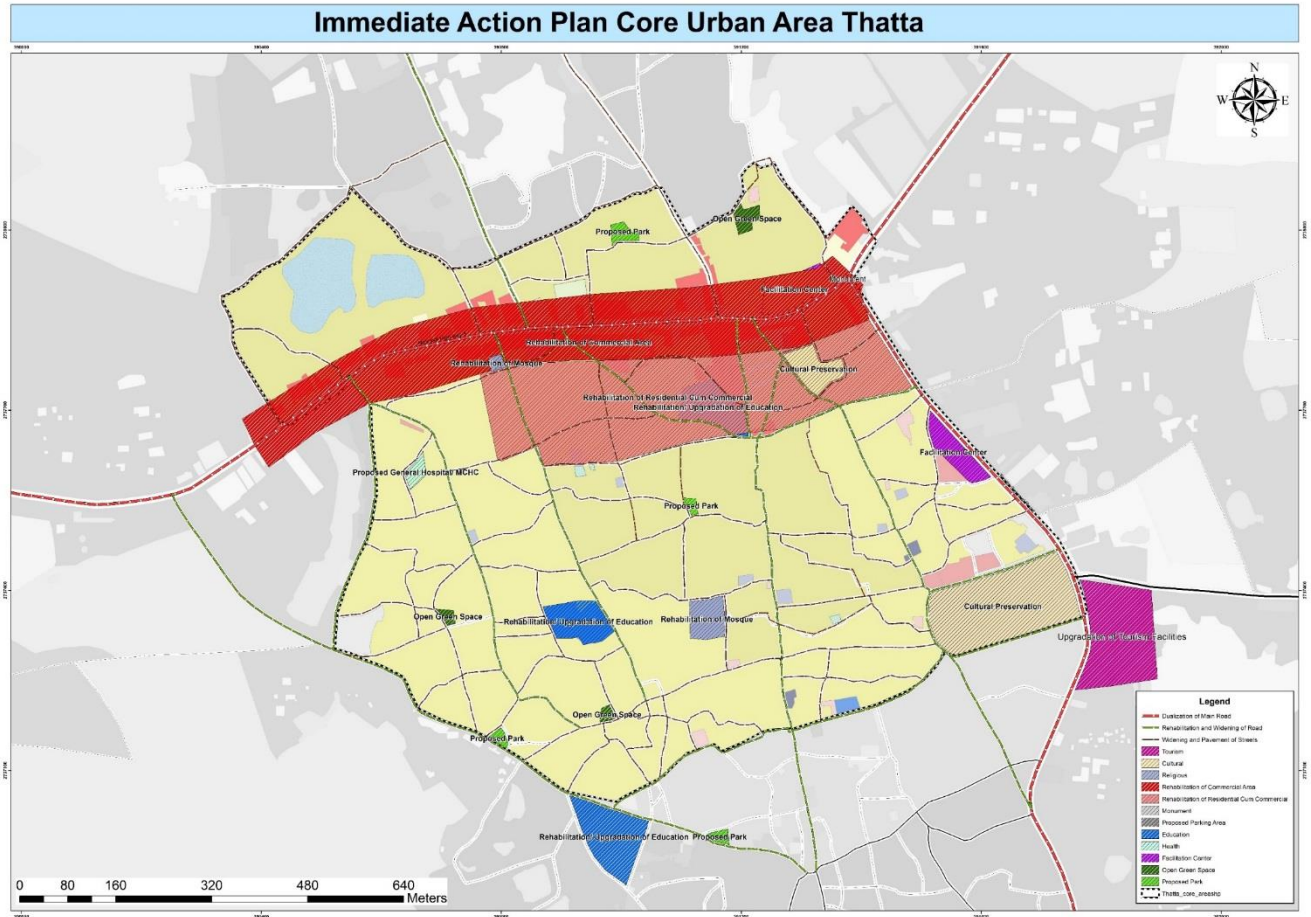 Immediate Action Plan Core Urban Area Thatta
N
W
E
S
Open Green Space
Proposed Park
Monument
Facilitation Center
Rehabilitation of Commercial Area
Rehabilitation of Mosque
Cultural Preservation
Rehabilitation of Residential Cum Commercial
Rehabilitation/ Upgradation of Education
Facilitation Center
Proposed General Hospital/ MCHC
Proposed Park
Cultural Preservation
Open Green Space
Rehabilitation/ Upgradation of Education
Rehabilitation of Mosque
Upgradation of Tourism Facilities
Open Green Space
Proposed Park
Rehabilitation/ Upgradation of Education
Proposed Park
Legend
Dualization of Main Road
Rehabilitation and Widening of Road
Widening and Pavement of Streets
Tourism
Cultural
Religious
Rehabilitation of Commercial Area
Rehabilitation of Residential Cum Commercial
Monument
Proposed Parking Area
Education
Health
Facilitation Center
Open Green Space
Proposed Park
Thatta_core_areashp
0 80 160 320 480 640
Meters